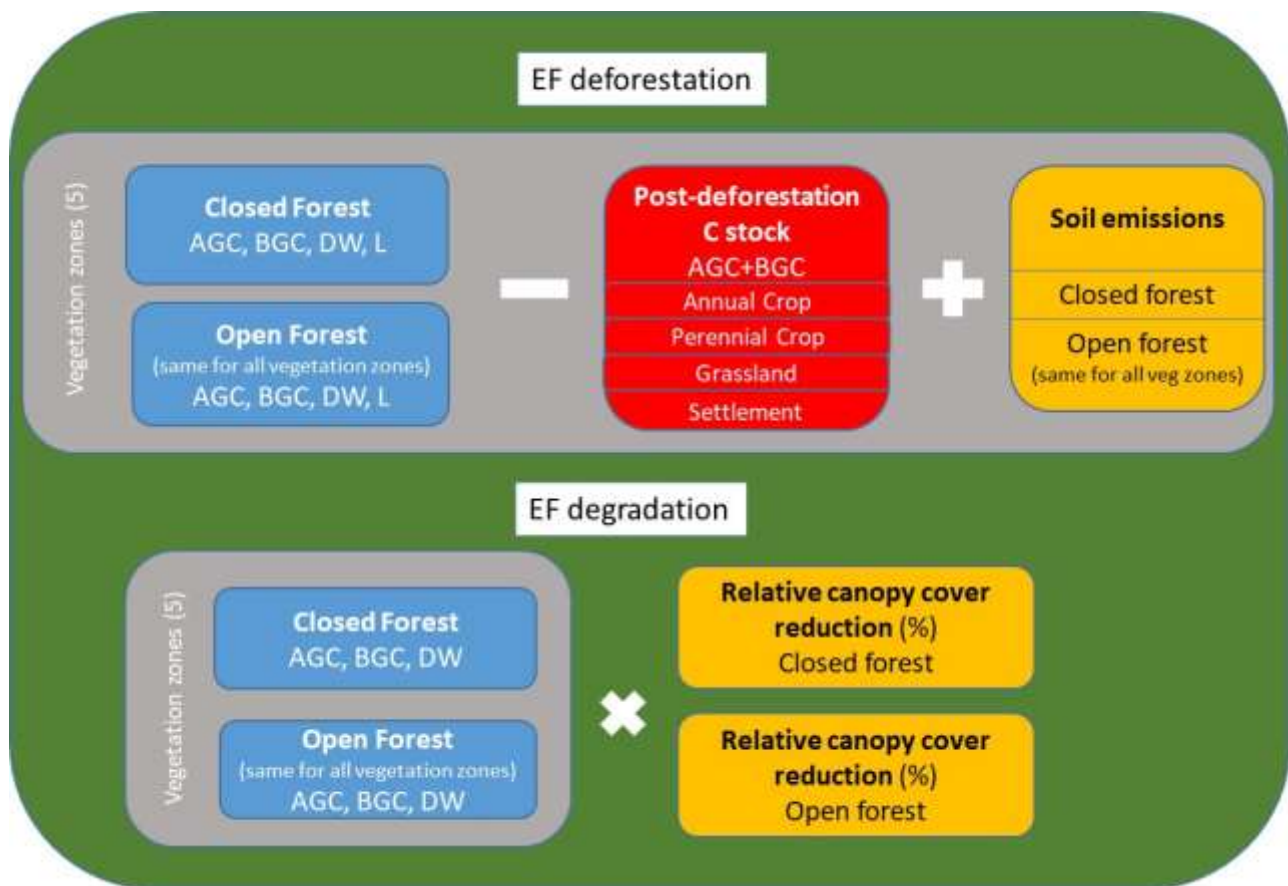 EF deforestation
Vegetation zones (5)
Closed Forest
AGC, BGC, DW, L
Open Forest
(same for all vegetation zones)
AGC, BGC, DW, L
Post-deforestation
C stock
AGC+BGC
Annual Crop
Perennial Crop
Grassland
Settlement
Soil emissions
Closed forest
Open forest
(same for all veg zones)
EF degradation
Vegetation zones (5)
Closed Forest
AGC, BGC, DW
Open Forest
(same for all vegetation zones)
AGC, BGC, DW
Relative canopy cover
reduction (%)
Closed forest
Relative canopy cover
reduction (%)
Open forest